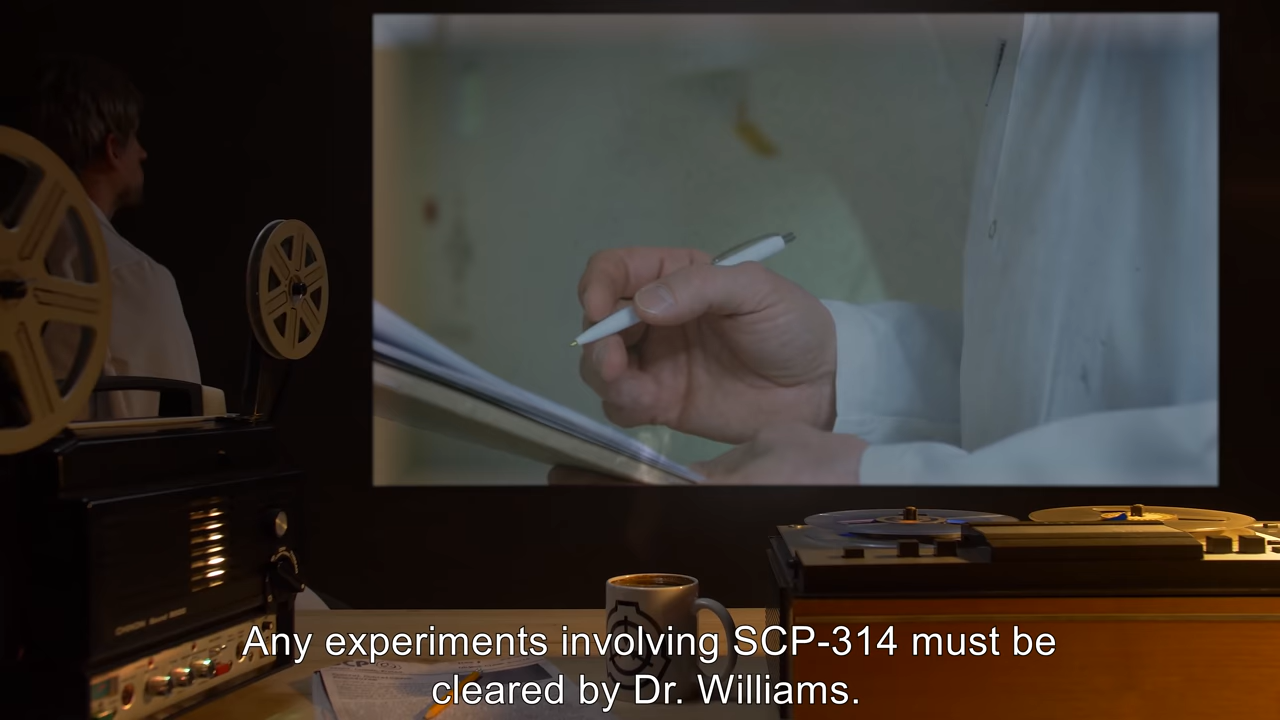 Any experiments involving SCP-314 must be
cleared by Dr. Williams.